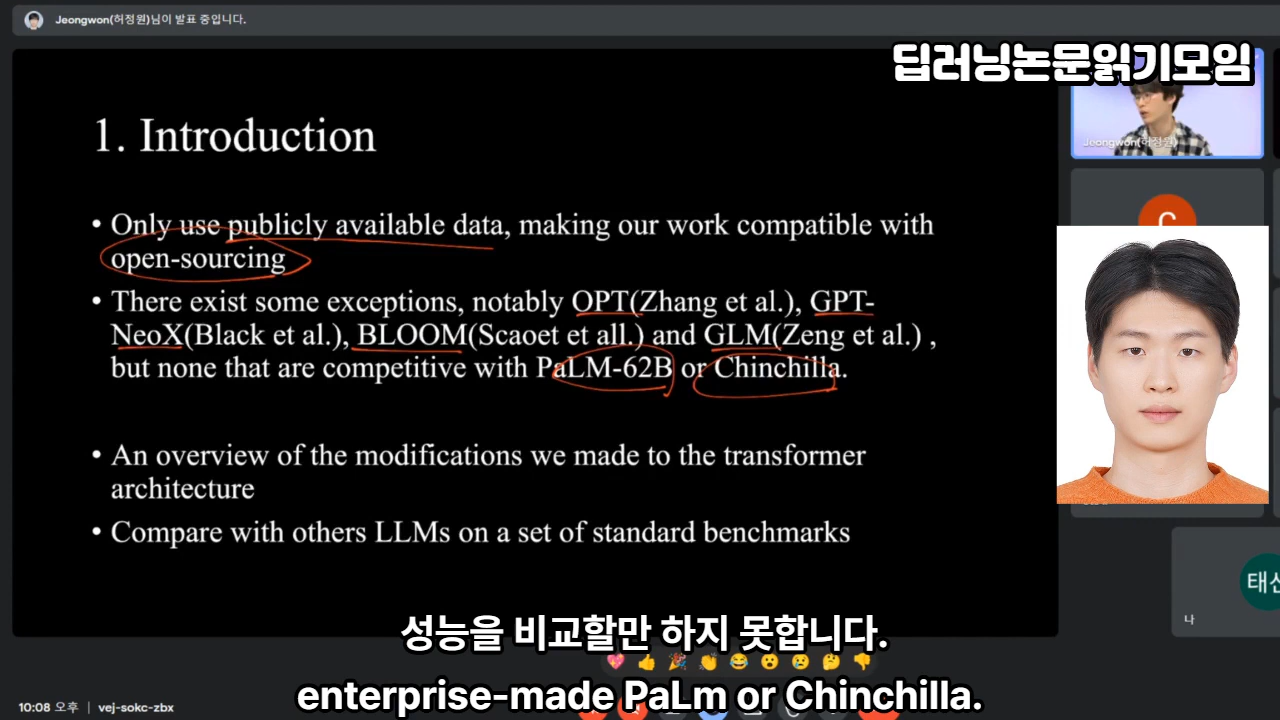 Jeongwon(허정원)님이 발표 중입니다.
딥러닝논문읽기모임
1. Introduction
Jeongwon(허정원)
• Only use publicly available data, making our work compatible with
open-sourcing
• There exist some exceptions, notably OPT(Zhang et al.), GPT-
NeoX(Black et al.), BLOOM(Scaoet et all.) and GLM(Zeng et al.) ,
but none that are competitive with PaLM-62B or Chinchilla.
• An overview of the modifications we made to the transformer
architecture
• Compare with others LLMs on a set of standard benchmarks
나
성능을 비교할만 하지 못합니다.
enterprise-made PaLm or Chinchilla.
10:08 오후 | vej-sokc-zbx